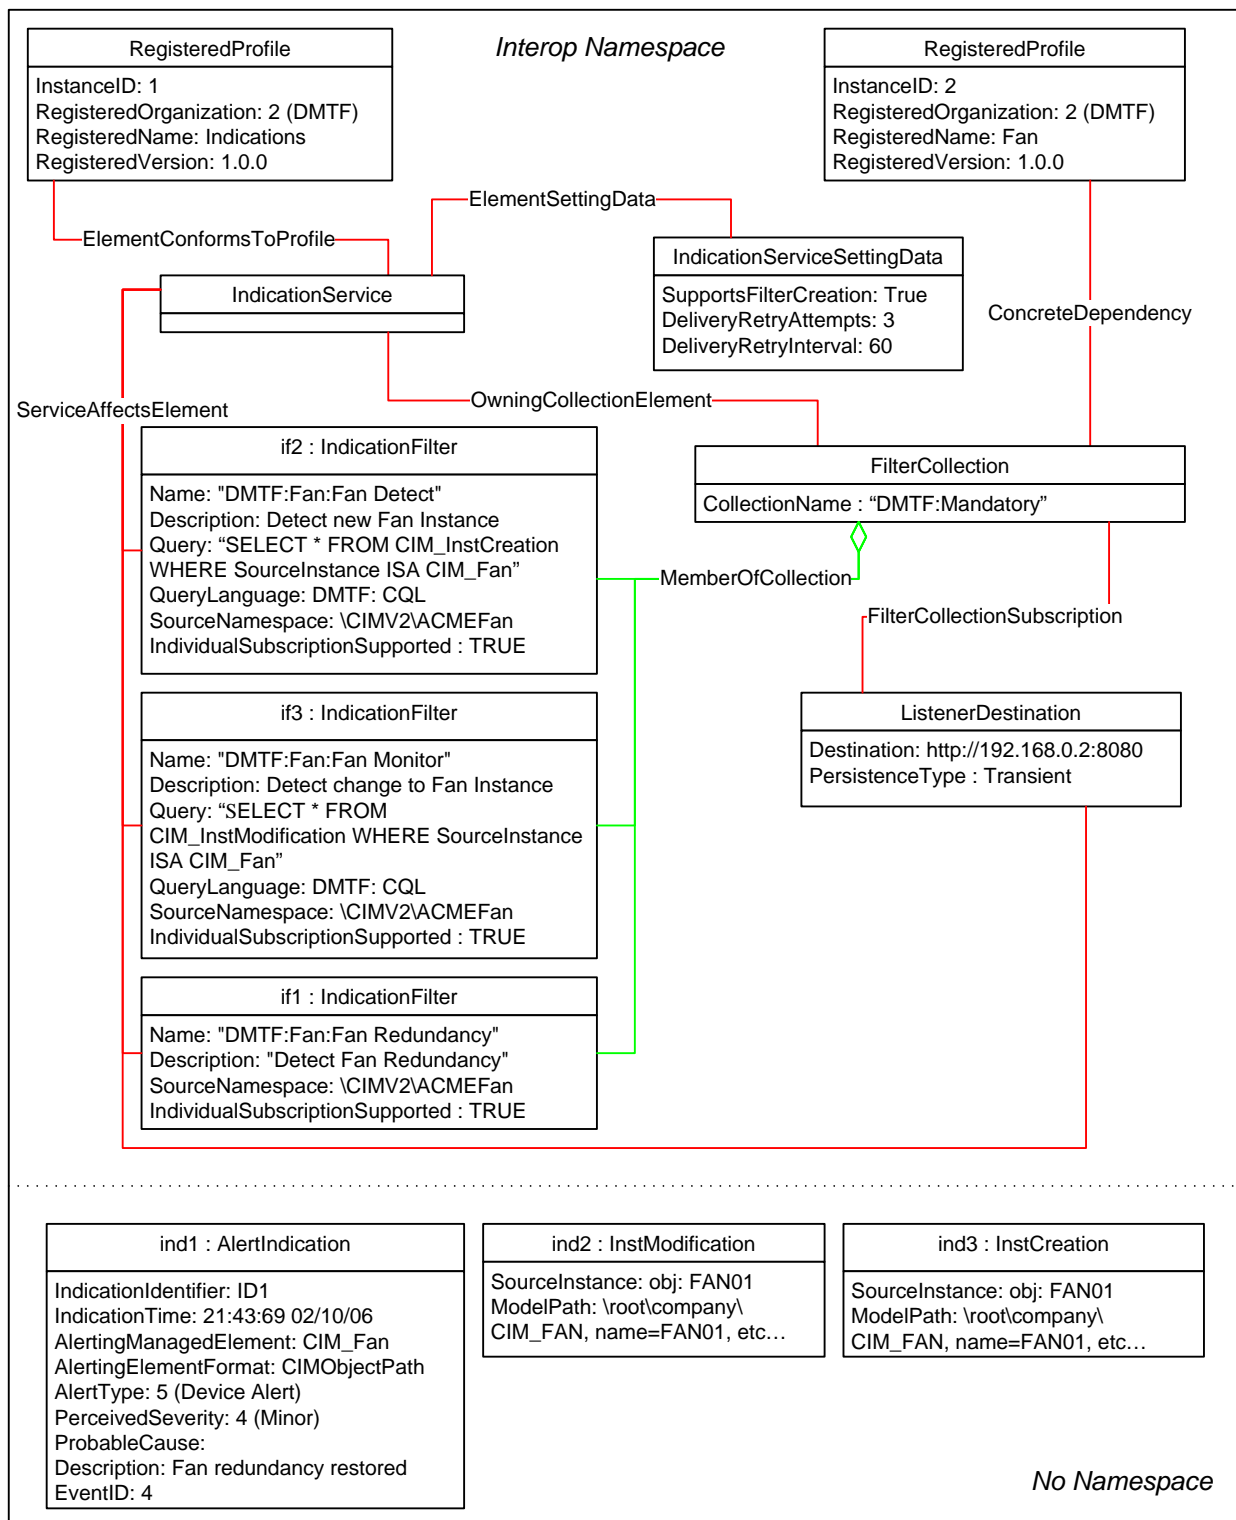 Interop Namespace
RegisteredProfile
InstanceID: 1
RegisteredOrganization: 2 (DMTF)
RegisteredName: Indications
RegisteredVersion: 1.0.0
RegisteredProfile
InstanceID: 2
RegisteredOrganization: 2 (DMTF)
RegisteredName: Fan
RegisteredVersion: 1.0.0
ElementSettingData
ElementConformsToProfile
IndicationService
IndicationServiceSettingData
SupportsFilterCreation: True
DeliveryRetryAttempts: 3
DeliveryRetryInterval: 60
ConcreteDependency
ServiceAffectsElement
OwningCollectionElement
if2 : IndicationFilter
Name: "DMTF:Fan:Fan Detect"
Description: Detect new Fan Instance
Query: “SELECT * FROM CIM_InstCreation
WHERE SourceInstance ISA CIM_Fan”
QueryLanguage: DMTF: CQL
SourceNamespace: \CIMV2\ACMEFan
IndividualSubscriptionSupported : TRUE
FilterCollection
CollectionName : “DMTF:Mandatory”
MemberOfCollection
FilterCollectionSubscription
if3 : IndicationFilter
Name: "DMTF:Fan:Fan Monitor"
Description: Detect change to Fan Instance
Query: “SELECT * FROM
CIM_InstModification WHERE SourceInstance
ISA CIM_Fan”
QueryLanguage: DMTF: CQL
SourceNamespace: \CIMV2\ACMEFan
IndividualSubscriptionSupported : TRUE
ListenerDestination
Destination: http://192.168.0.2:8080
PersistenceType : Transient
if1 : IndicationFilter
Name: "DMTF:Fan:Fan Redundancy"
Description: "Detect Fan Redundancy"
SourceNamespace: \CIMV2\ACMEFan
IndividualSubscriptionSupported : TRUE
ind1 : AlertIndication
IndicationIdentifier: ID1
IndicationTime: 21:43:69 02/10/06
AlertingManagedElement: CIM_Fan
AlertingElementFormat: CIMObjectPath
AlertType: 5 (Device Alert)
PerceivedSeverity: 4 (Minor)
ProbableCause:
Description: Fan redundancy restored
EventID: 4
ind2 : InstModification
SourceInstance: obj: FAN01
ModelPath: \root\company\
CIM_FAN, name=FAN01, etc…
ind3 : InstCreation
SourceInstance: obj: FAN01
ModelPath: \root\company\
CIM_FAN, name=FAN01, etc…
No Namespace